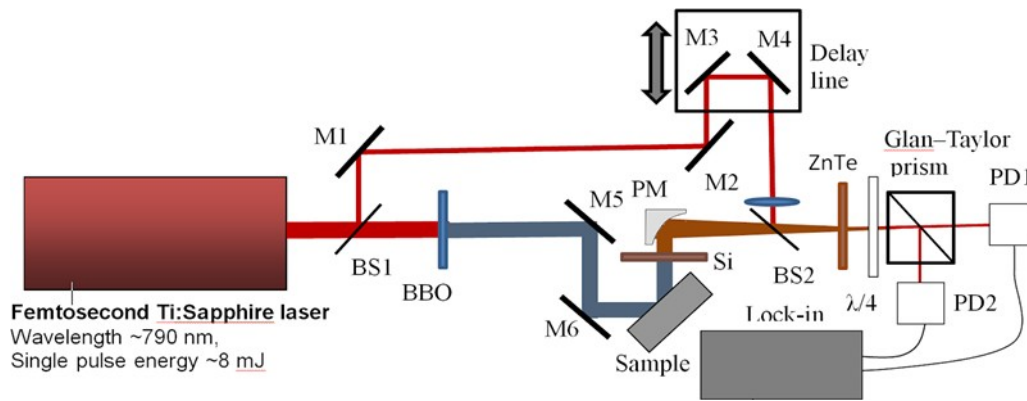 M3
M4
Delay
line
M1
M2
Glan–Taylor
prism
ZnTe
PD1
M5
PM
BS1
BBO
Si
BS2
λ/4
PD2
M6
Sample
Lock-in
Femtosecond Ti:Sapphire laser
Wavelength ~790 nm,
Single pulse energy ~8 mJ